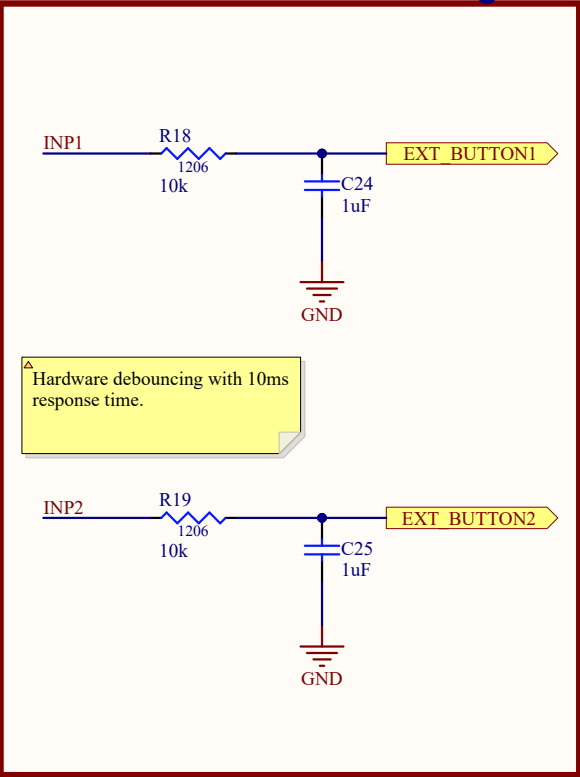 INP1
R18
1206
10k
EXT_BUTTON1
C24
1uF
GND
Hardware debouncing with 10ms
response time.
INP2
R19
1206
10k
EXT_BUTTON2
C25
1uF
GND